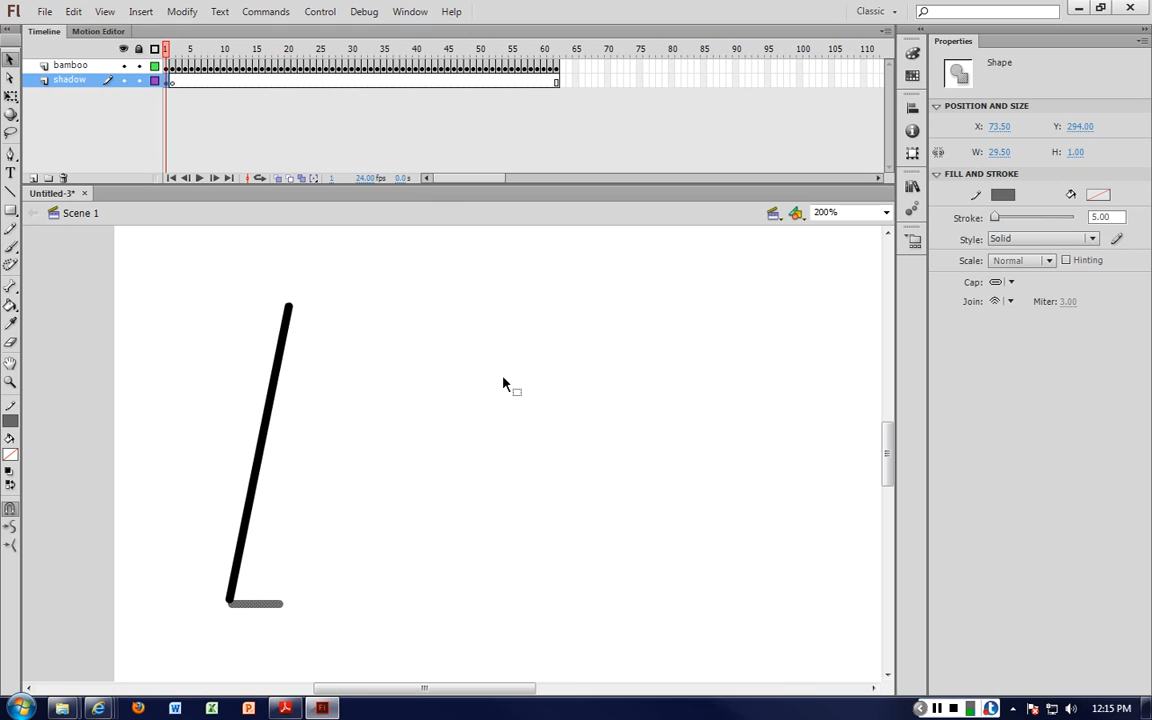 Fl File Edit View Insert Modify Text Commands Control Debug Window Help Classic
Timeline Motion Editor Properties
1 5 10 15 20 25 30 35 40 45 50 55 60 65 70 75 80 85 90 95 100 105 110
bamboo
shadow
Shape
POSITION AND SIZE
X: 73.50 Y: 294.00
W: 29.50 H: 1.00
FILL AND STROKE
1 24.00 fps 0.0 s
Untitled-3* ×
Scene 1 200%
Stroke: 5.00
Style: Solid
Scale: Normal Hinting
Cap:
Join: Miter: 3.00
T
12:15 PM